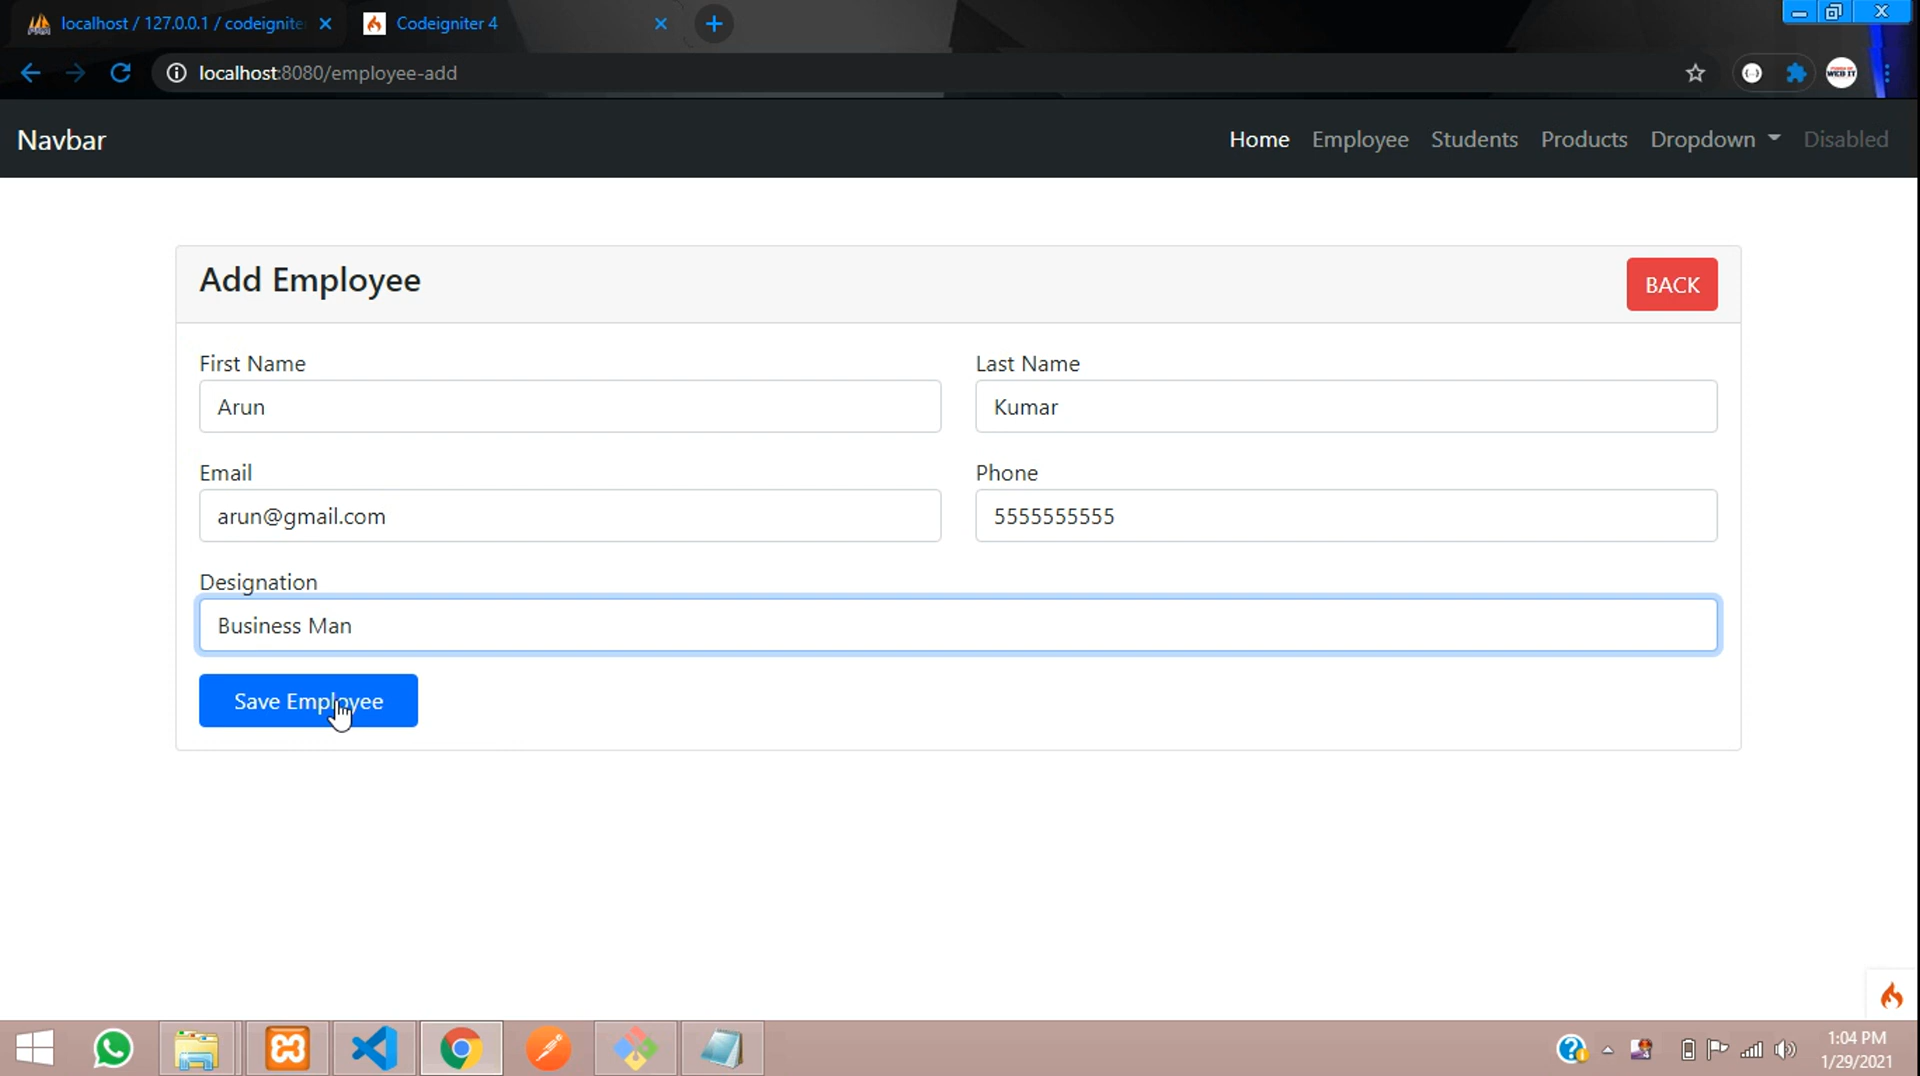 localhost / 127.0.0.1 / codeignite
Codeigniter 4
localhost:8080/employee-add
WEB IT
Navbar
Home Employee Students Products Dropdown Disabled
Add Employee
BACK
First Name
Last Name
Arun
Kumar
Email
Phone
arun@gmail.com
5555555555
Designation
Business Man
Save Employee
1:04 PM
1/29/2021